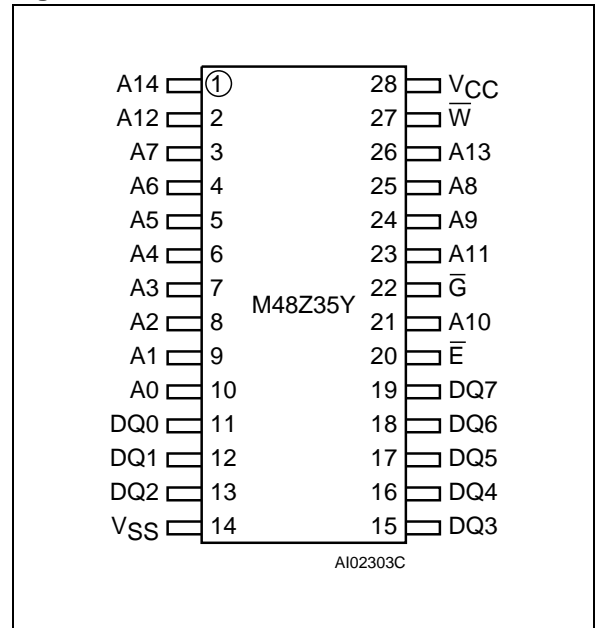 A14 1 28 VCC
A12 2 27 W̅
A7 3 26 A13
A6 4 25 A8
A5 5 24 A9
A4 6 23 A11
A3 7 22 G̅
M48Z35Y
A2 8 21 A10
A1 9 20 E̅
A0 10 19 DQ7
DQ0 11 18 DQ6
DQ1 12 17 DQ5
DQ2 13 16 DQ4
VSS 14 15 DQ3
AI02303C